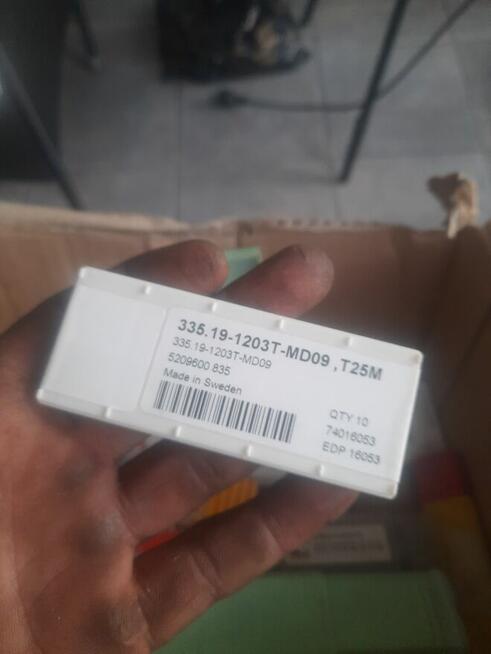 335.19-1203T-MD09 ,T25M
335.19-1203T-MD09
5209600 835
Made in Sweden
QTY 10
74016053
EDP 16053